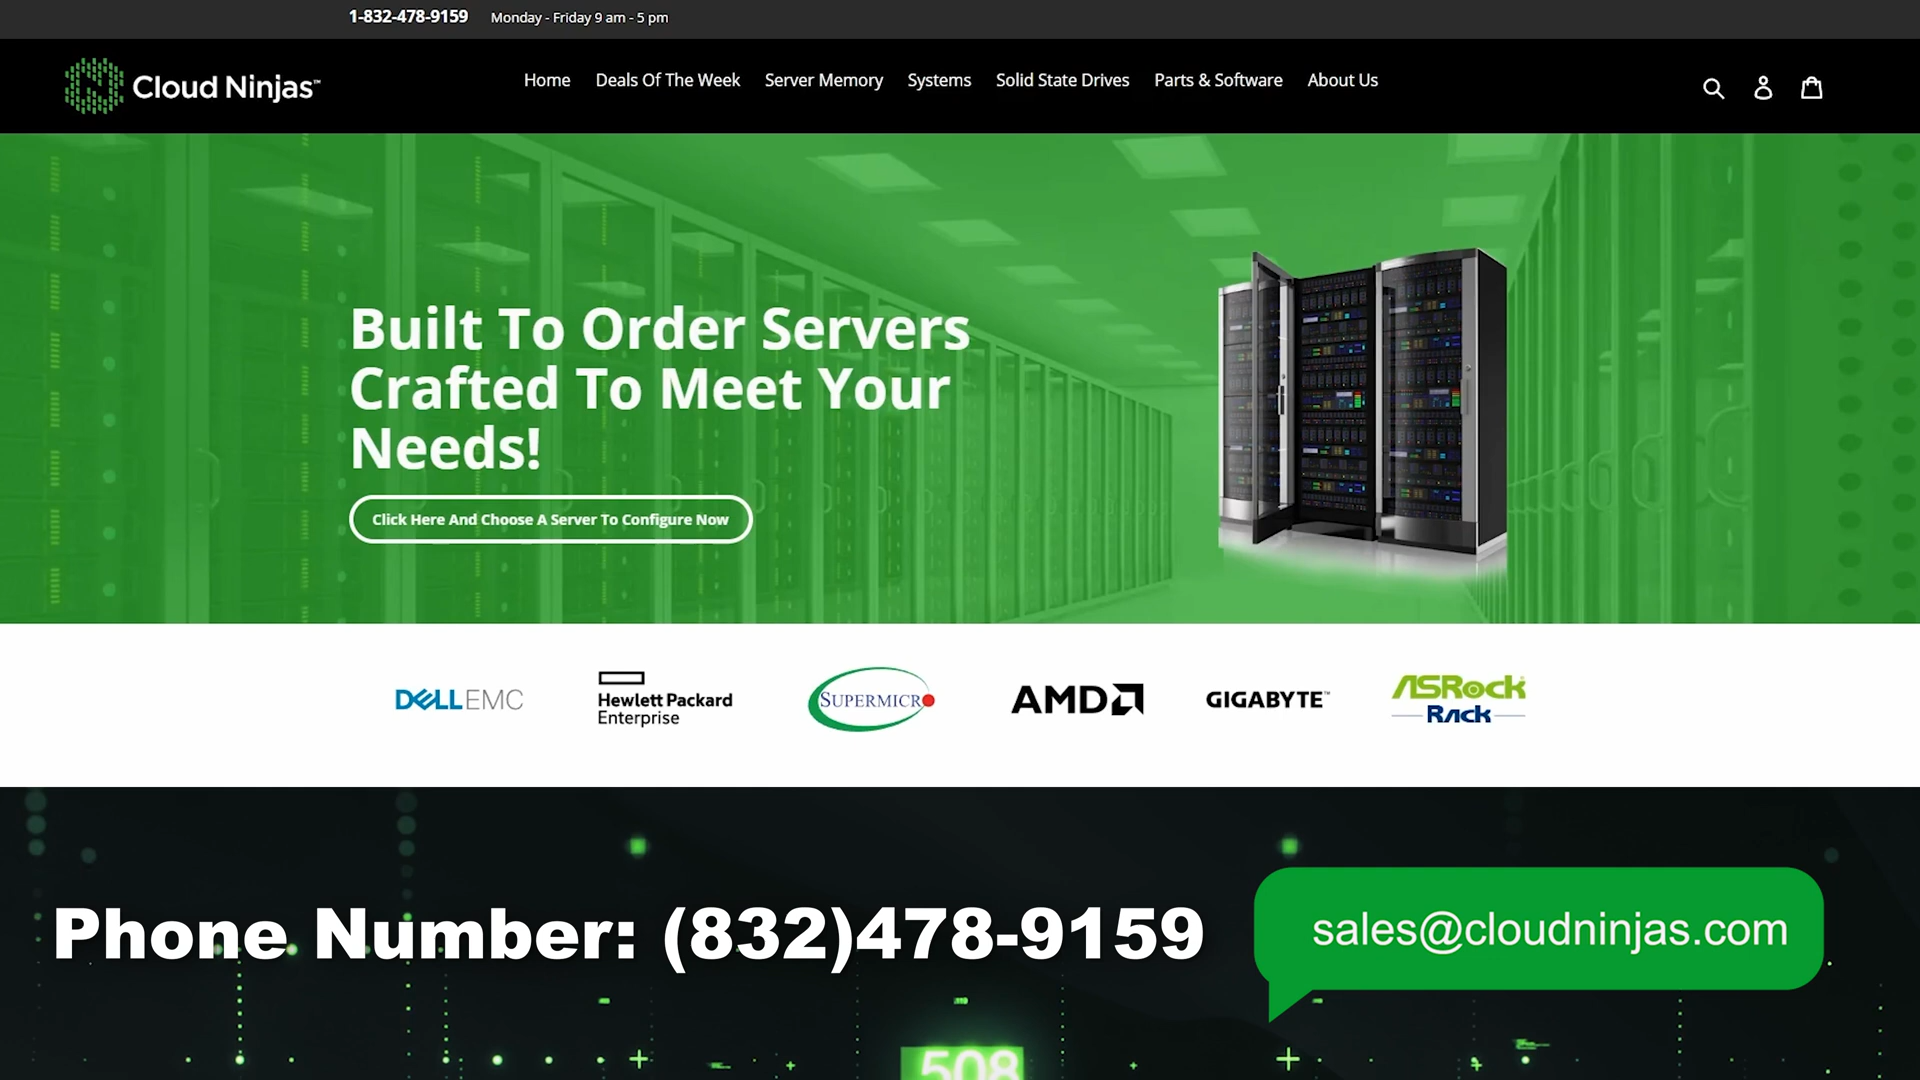 1-832-478-9159 Monday - Friday 9 am - 5 pm
Cloud Ninjas™
Home Deals Of The Week Server Memory Systems Solid State Drives Parts & Software About Us
Built To Order Servers
Crafted To Meet Your
Needs!
Click Here And Choose A Server To Configure Now
DELLEMC
Hewlett Packard
Enterprise
SUPERMICRO
AMD
GIGABYTE™
ASRock
Rack
Phone Number: (832)478-9159
sales@cloudninjas.com
508